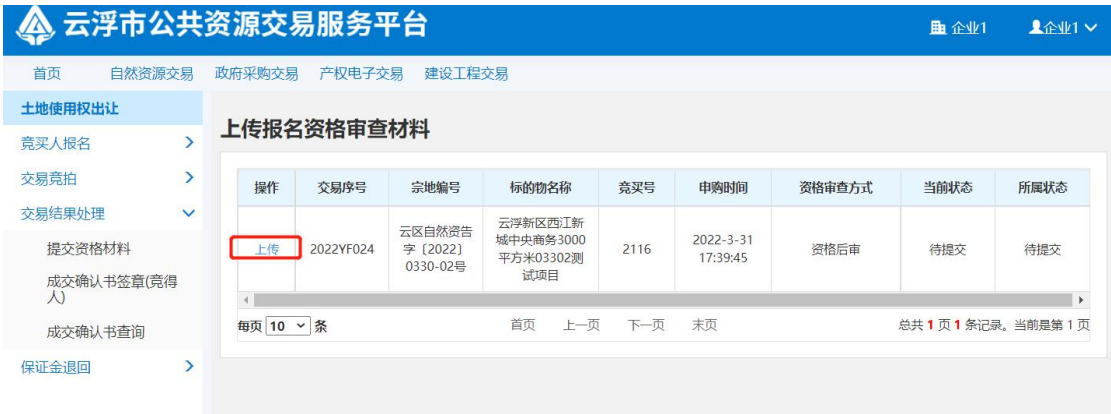 云浮市公共资源交易服务平台
企业1
企业1
首页 自然资源交易 政府采购交易 产权电子交易 建设工程交易
土地使用权出让
竞买人报名
交易竞拍
交易结果处理
提交资格材料
成交确认书签章(竞得
人)
成交确认书查询
保证金退回
上传报名资格审查材料
操作 交易序号 宗地编号 标的物名称 竞买号 申购时间 资格审查方式 当前状态 所属状态
上传
2022YF024
云区自然资告
字〔2022〕
0330-02号
云浮新区西江新
城中央商务3000
平方米03302测
试项目
2116
2022-3-31
17:39:45
资格后审
待提交
待提交
每页 10 条
首页 上一页 下一页 末页
总共 1 页 1 条记录。当前是第 1 页